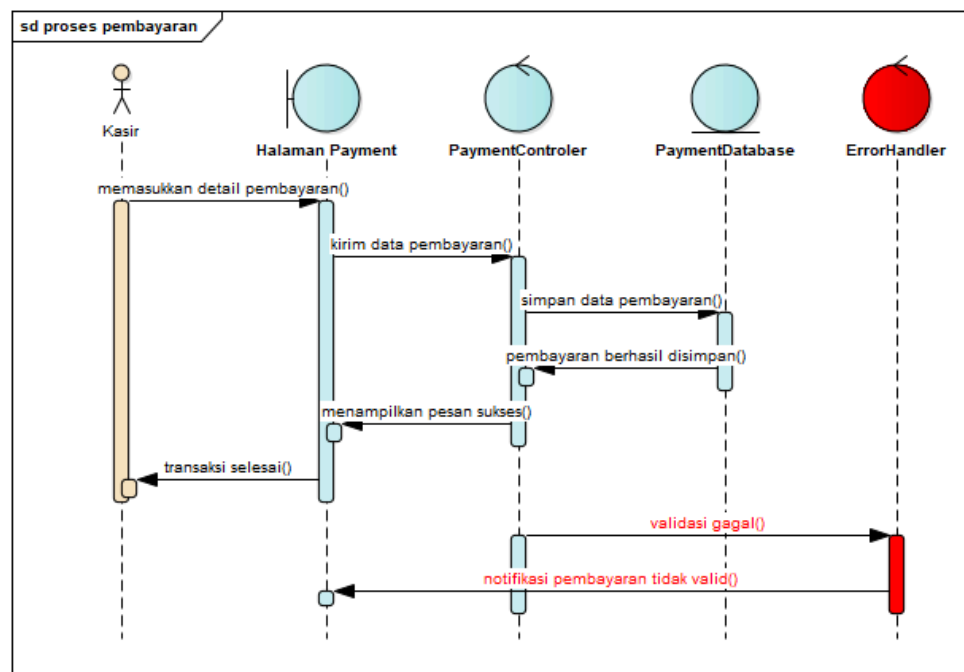 sd proses pembayaran
Kasir
Halaman Payment
PaymentControler
PaymentDatabase
ErrorHandler
memasukkan detail pembayaran()
kirim data pembayaran()
simpan data pembayaran()
pembayaran berhasil disimpan()
menampilkan pesan sukses()
transaksi selesai()
validasi gagal()
notifikasi pembayaran tidak valid()